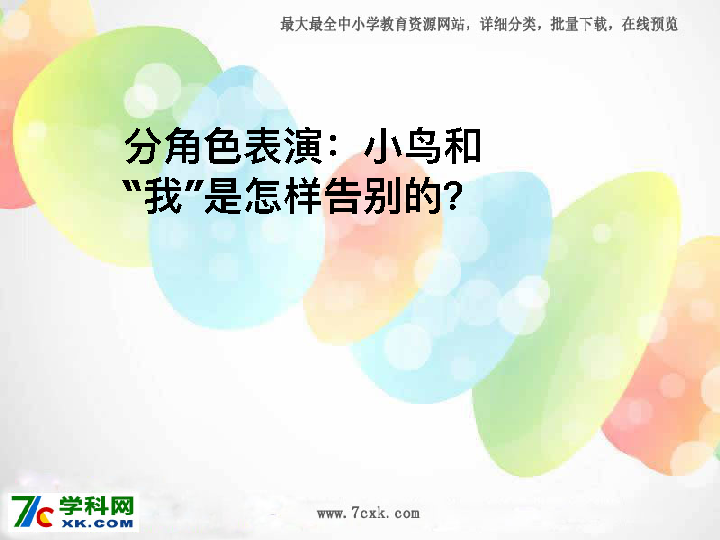 最大最全中小学教育资源网站，详细分类，批量下载，在线预览
分角色表演：小鸟和
“我”是怎样告别的？
7c 学科网
XK.COM
www.7cxk.com